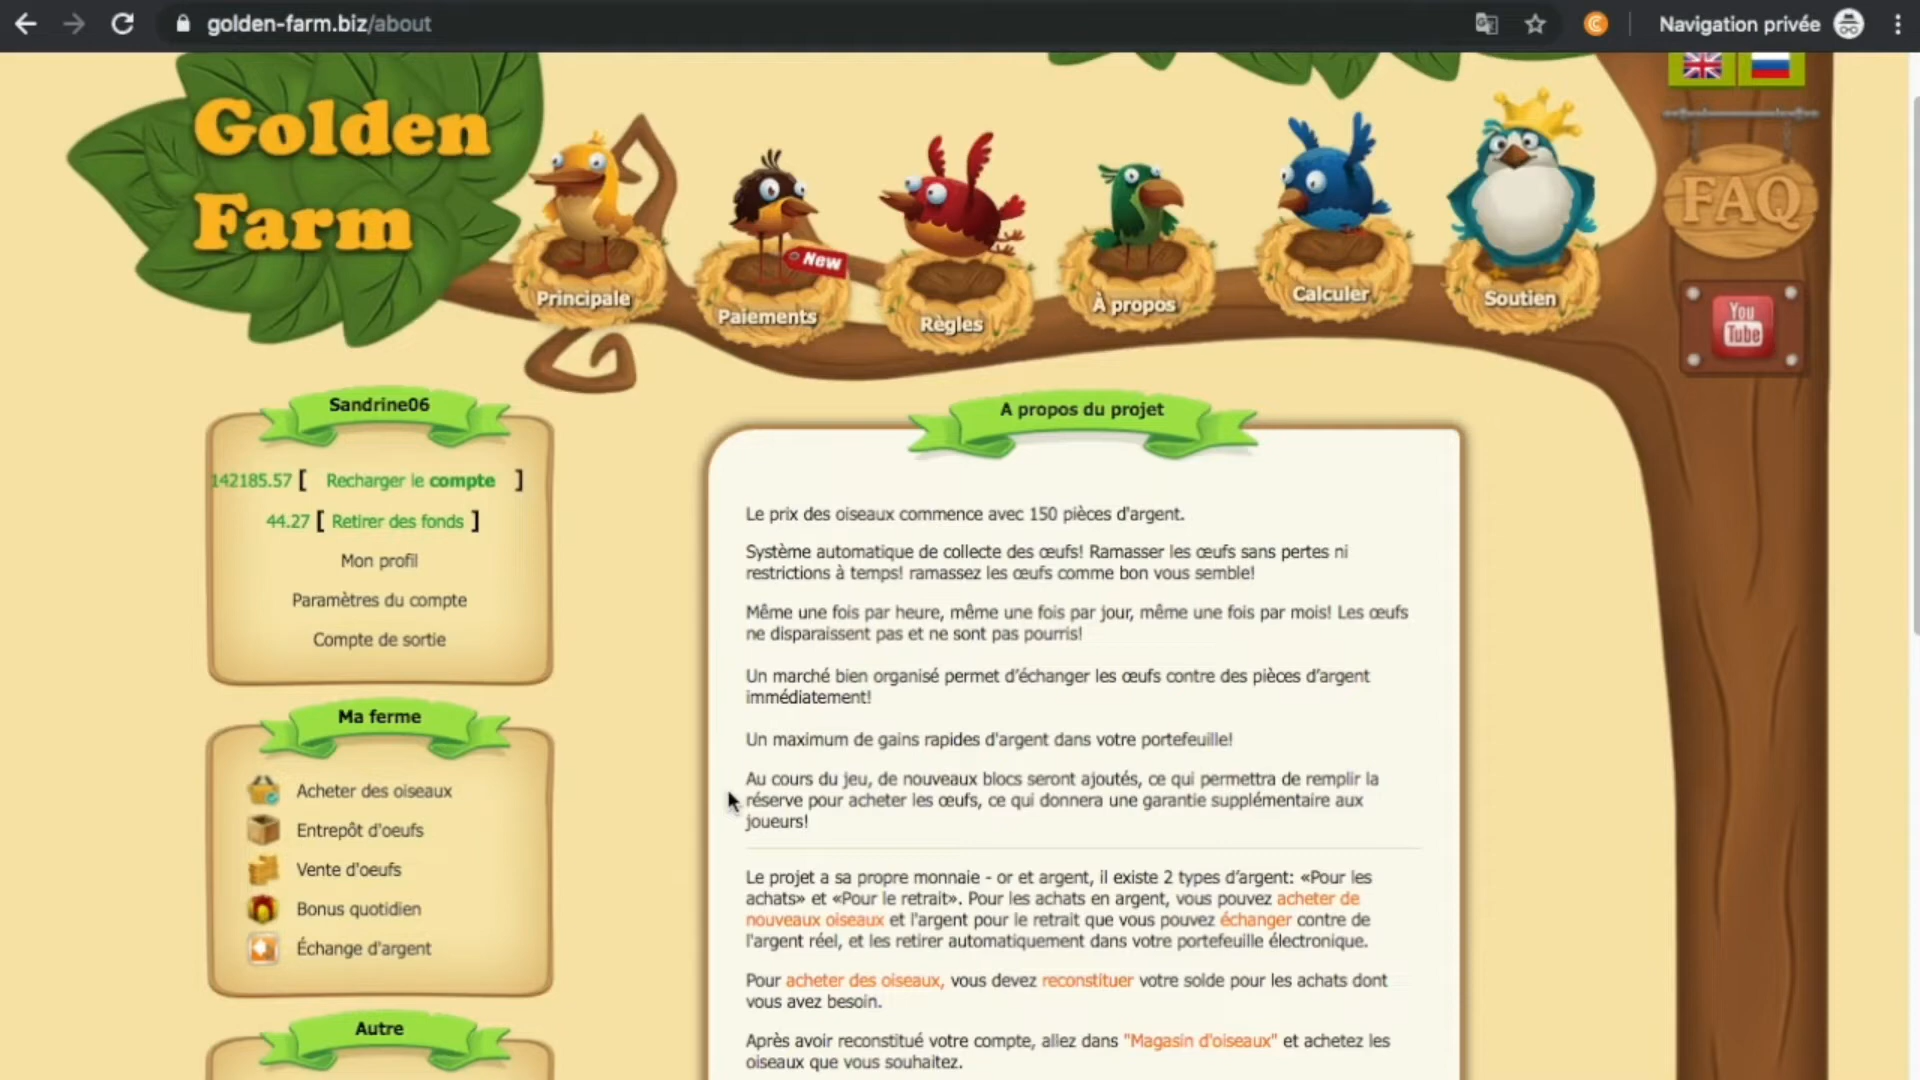 golden-farm.biz/about
Navigation privée
Golden
Farm
Principale
Paiements
New
Règles
À propos
Calculer
Soutien
FAQ
You
Tube
Sandrine06
142185.57 [ Recharger le compte ]
44.27 [ Retirer des fonds ]
Mon profil
Paramètres du compte
Compte de sortie
Ma ferme
Acheter des oiseaux
Entrepôt d'oeufs
Vente d'oeufs
Bonus quotidien
Échange d'argent
Autre
A propos du projet
Le prix des oiseaux commence avec 150 pièces d'argent.
Système automatique de collecte des œufs! Ramasser les œufs sans pertes ni
restrictions à temps! ramassez les œufs comme bon vous semble!
Même une fois par heure, même une fois par jour, même une fois par mois! Les œufs
ne disparaissent pas et ne sont pas pourris!
Un marché bien organisé permet d’échanger les œufs contre des pièces d’argent
immédiatement!
Un maximum de gains rapides d'argent dans votre portefeuille!
Au cours du jeu, de nouveaux blocs seront ajoutés, ce qui permettra de remplir la
réserve pour acheter les œufs, ce qui donnera une garantie supplémentaire aux
joueurs!
Le projet a sa propre monnaie - or et argent, il existe 2 types d’argent: «Pour les
achats» et «Pour le retrait». Pour les achats en argent, vous pouvez acheter de
nouveaux oiseaux et l'argent pour le retrait que vous pouvez échanger contre de
l'argent réel, et les retirer automatiquement dans votre portefeuille électronique.
Pour acheter des oiseaux, vous devez reconstituer votre solde pour les achats dont
vous avez besoin.
Après avoir reconstitué votre compte, allez dans "Magasin d'oiseaux" et achetez les
oiseaux que vous souhaitez.